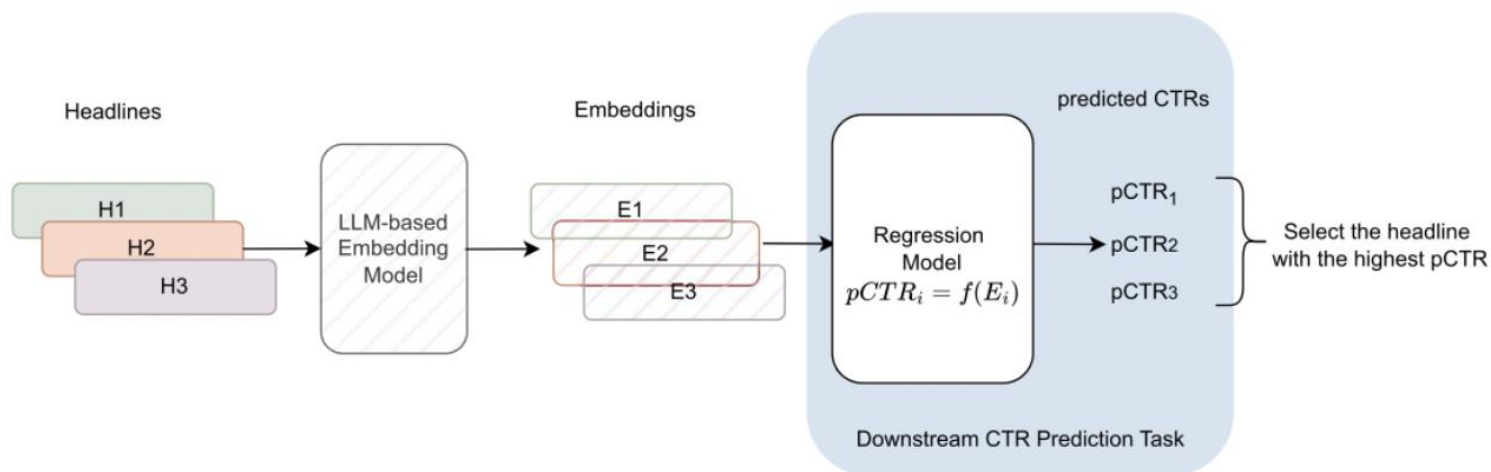 Headlines
H1
H2
H3
LLM-based
Embedding
Model
Embeddings
E1
E2
E3
Regression
Model
pCTR_i = f(E_i)
predicted CTRs
pCTR₁
pCTR2
pCTR3
Downstream CTR Prediction Task
Select the headline
with the highest pCTR